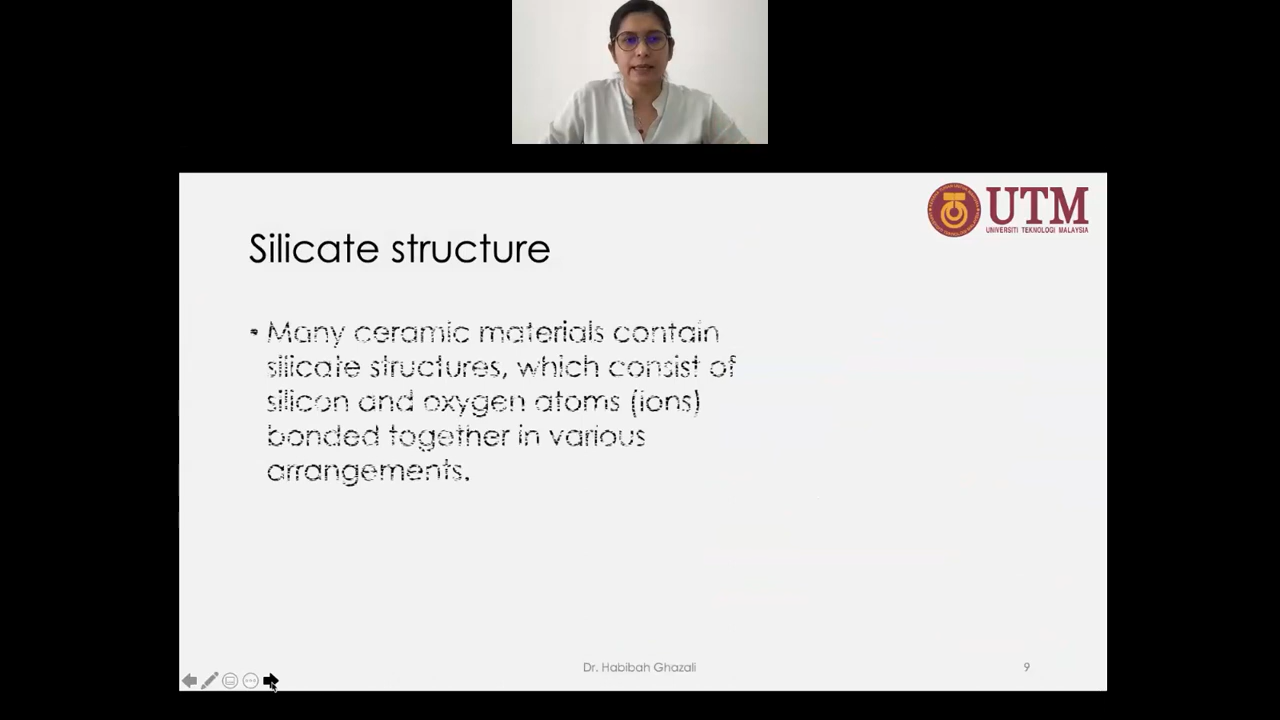 UTM
UNIVERSITI TEKNOLOGI MALAYSIA
Silicate structure
• Many ceramic materials contain
silicate structures, which consist of
silicon and oxygen atoms (ions)
bonded together in various
arrangements.
Dr. Habibah Ghazali
9